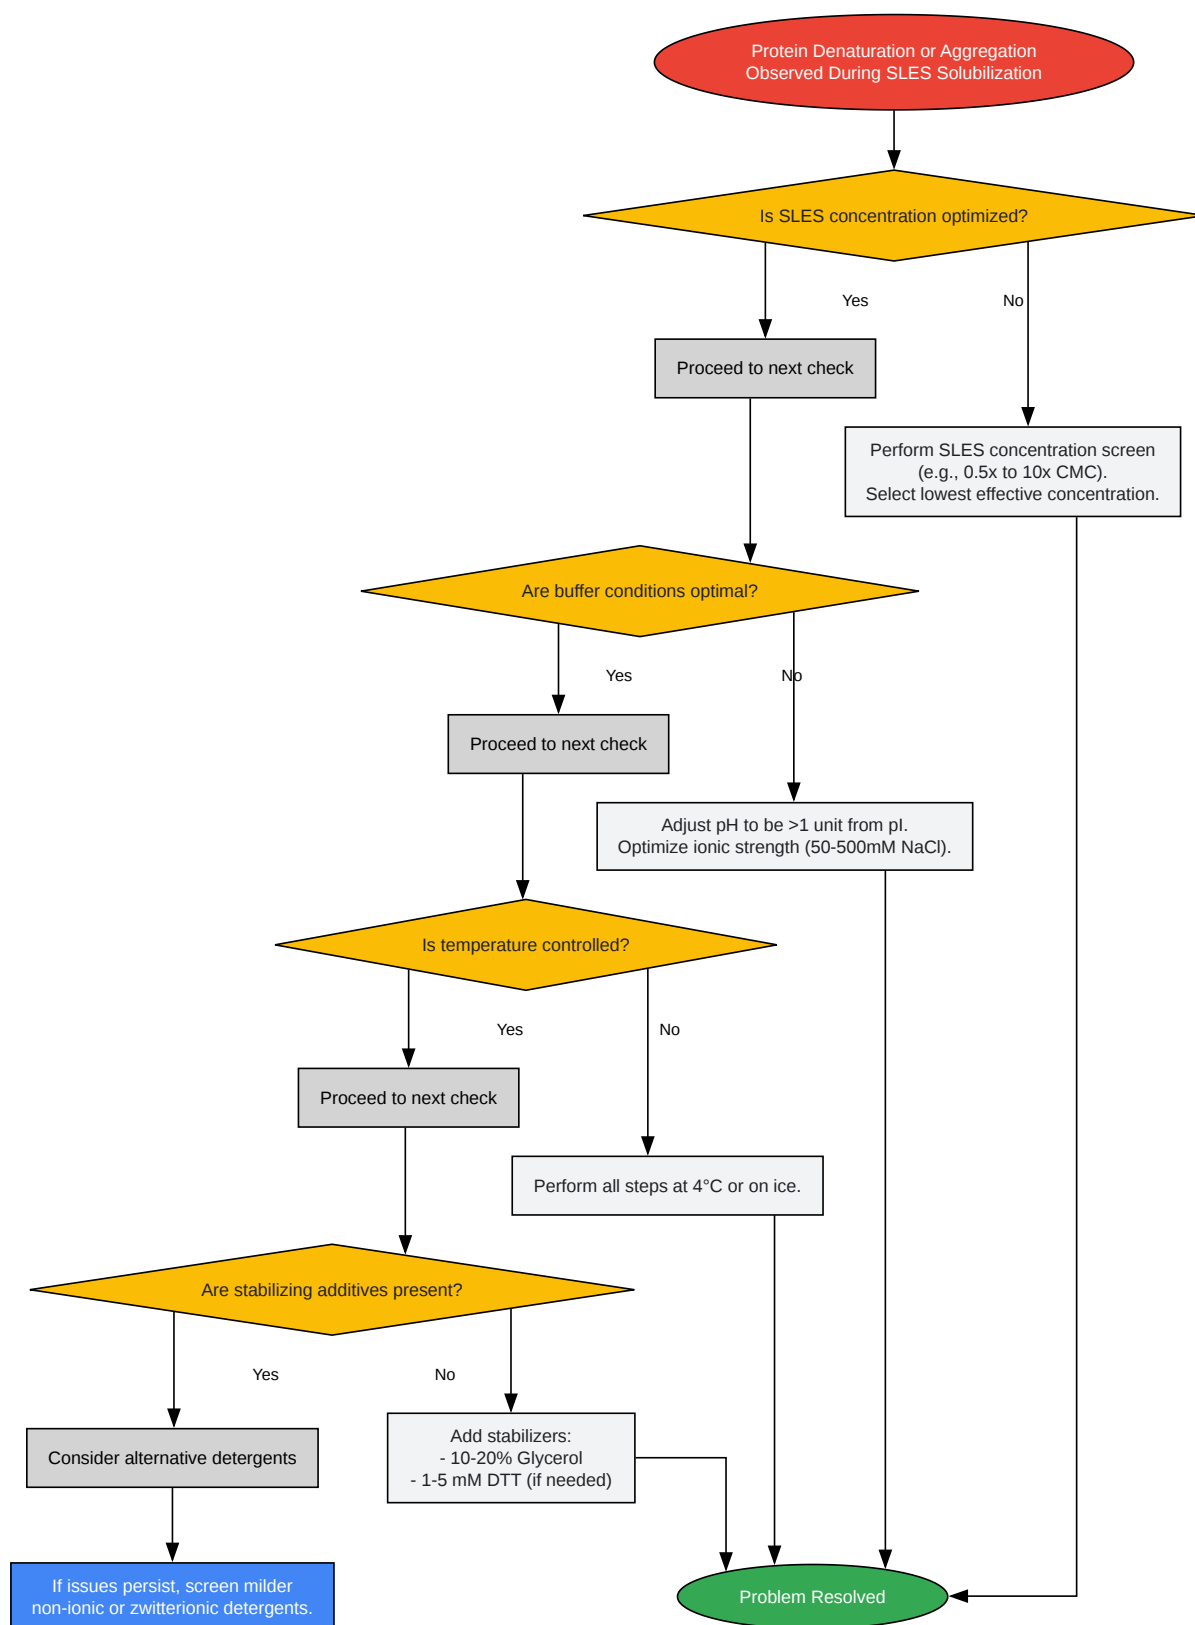 Protein Denaturation or Aggregation
Observed During SLES Solubilization
Is SLES concentration optimized?
Yes
No
Proceed to next check
Perform SLES concentration screen
(e.g., 0.5x to 10x CMC).
Select lowest effective concentration.
Are buffer conditions optimal?
Yes
No
Proceed to next check
Adjust pH to be >1 unit from pI.
Optimize ionic strength (50-500mM NaCl).
Is temperature controlled?
Yes
No
Proceed to next check
Perform all steps at 4°C or on ice.
Are stabilizing additives present?
Yes
No
Consider alternative detergents
Add stabilizers:
- 10-20% Glycerol
- 1-5 mM DTT (if needed)
If issues persist, screen milder
non-ionic or zwitterionic detergents.
Problem Resolved